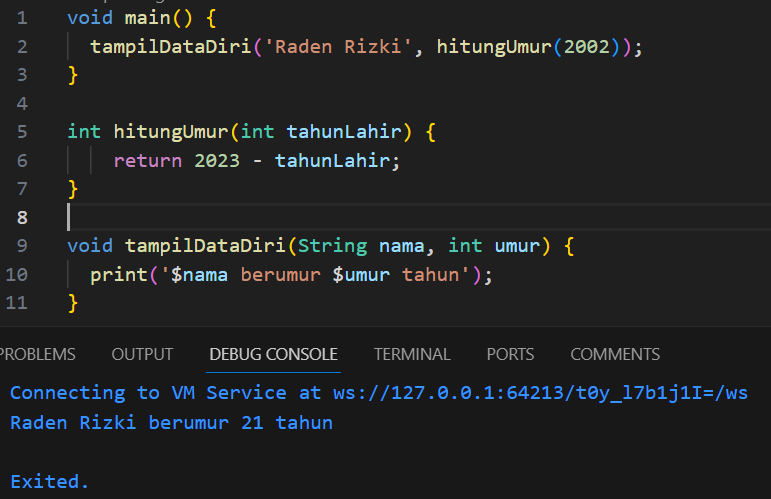 1 void main() {
2 tampilDataDiri('Raden Rizki', hitungUmur(2002));
3 }
4
5 int hitungUmur(int tahunLahir) {
6 return 2023 - tahunLahir;
7 }
8
9 void tampilDataDiri(String nama, int umur) {
10 print('$nama berumur $umur tahun');
11 }
PROBLEMS OUTPUT DEBUG CONSOLE TERMINAL PORTS COMMENTS
Connecting to VM Service at ws://127.0.0.1:64213/t0y_l7b1j1I=/ws
Raden Rizki berumur 21 tahun
Exited.